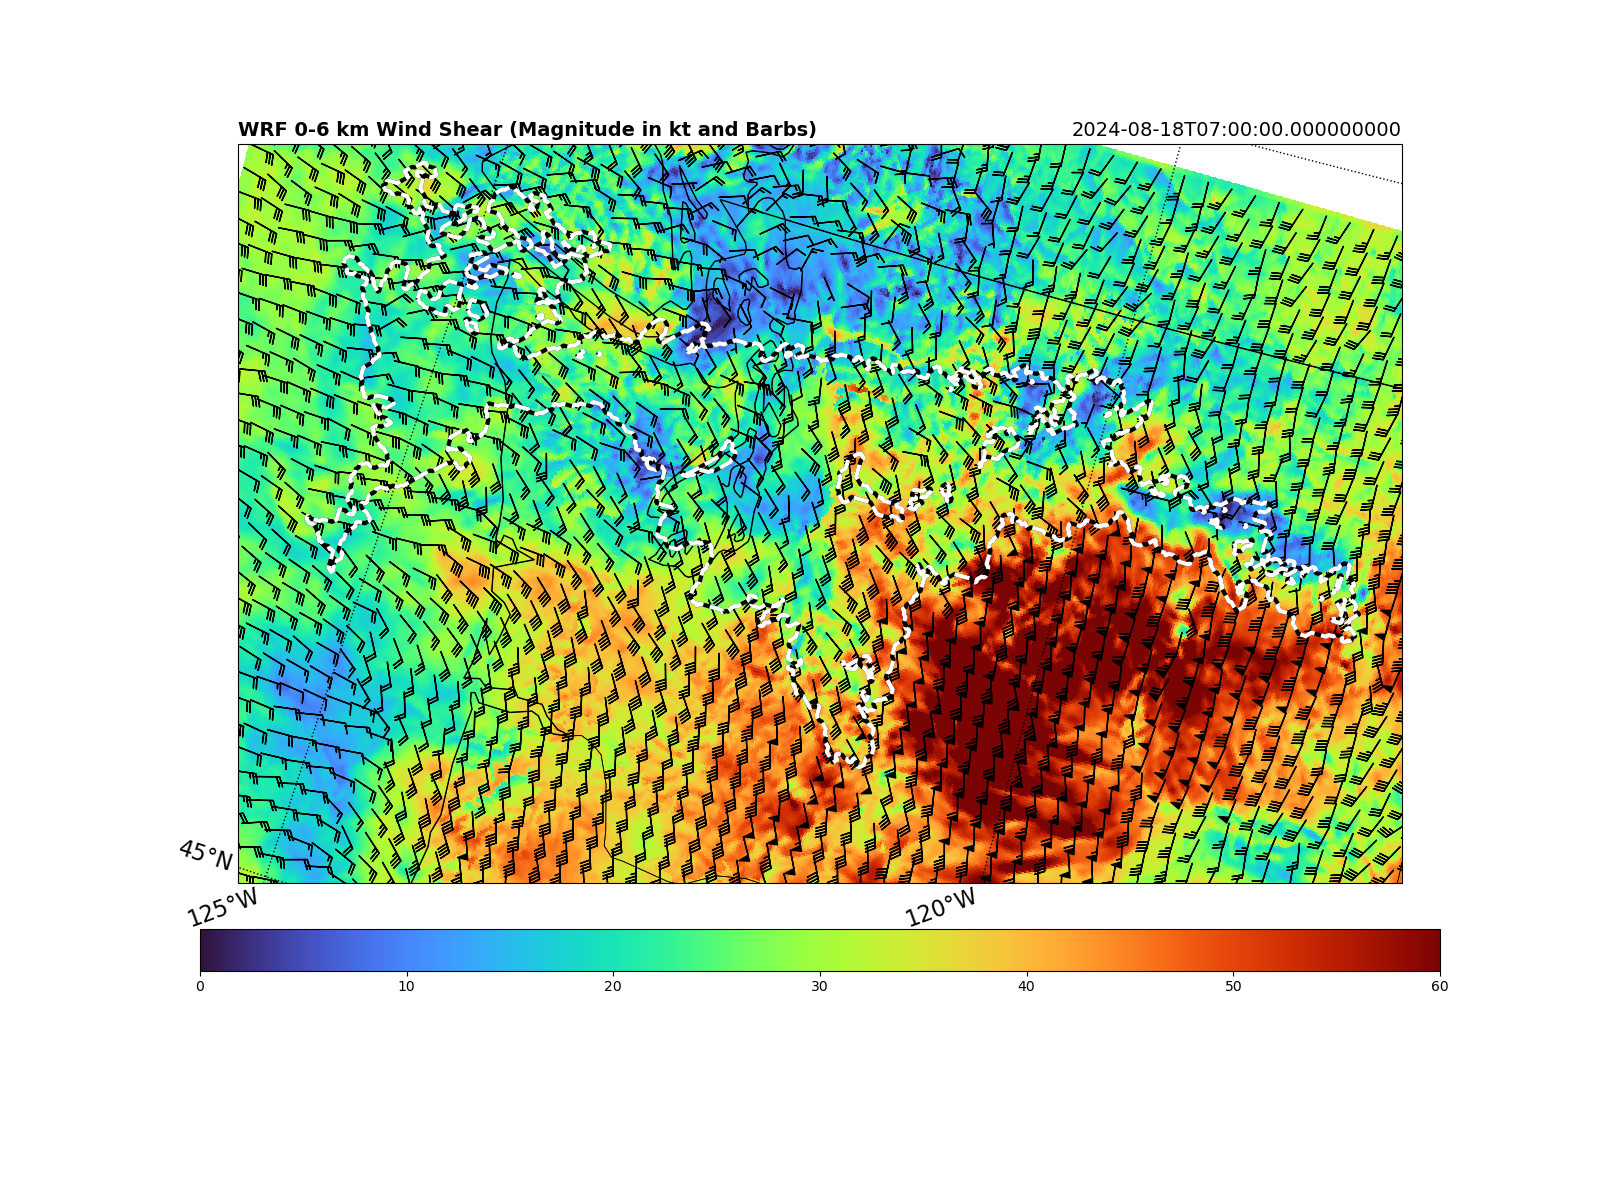 WRF 0-6 km Wind Shear (Magnitude in kt and Barbs)
2024-08-18T07:00:00.000000000
45°N
125°W
120°W
0 10 20 30 40 50 60